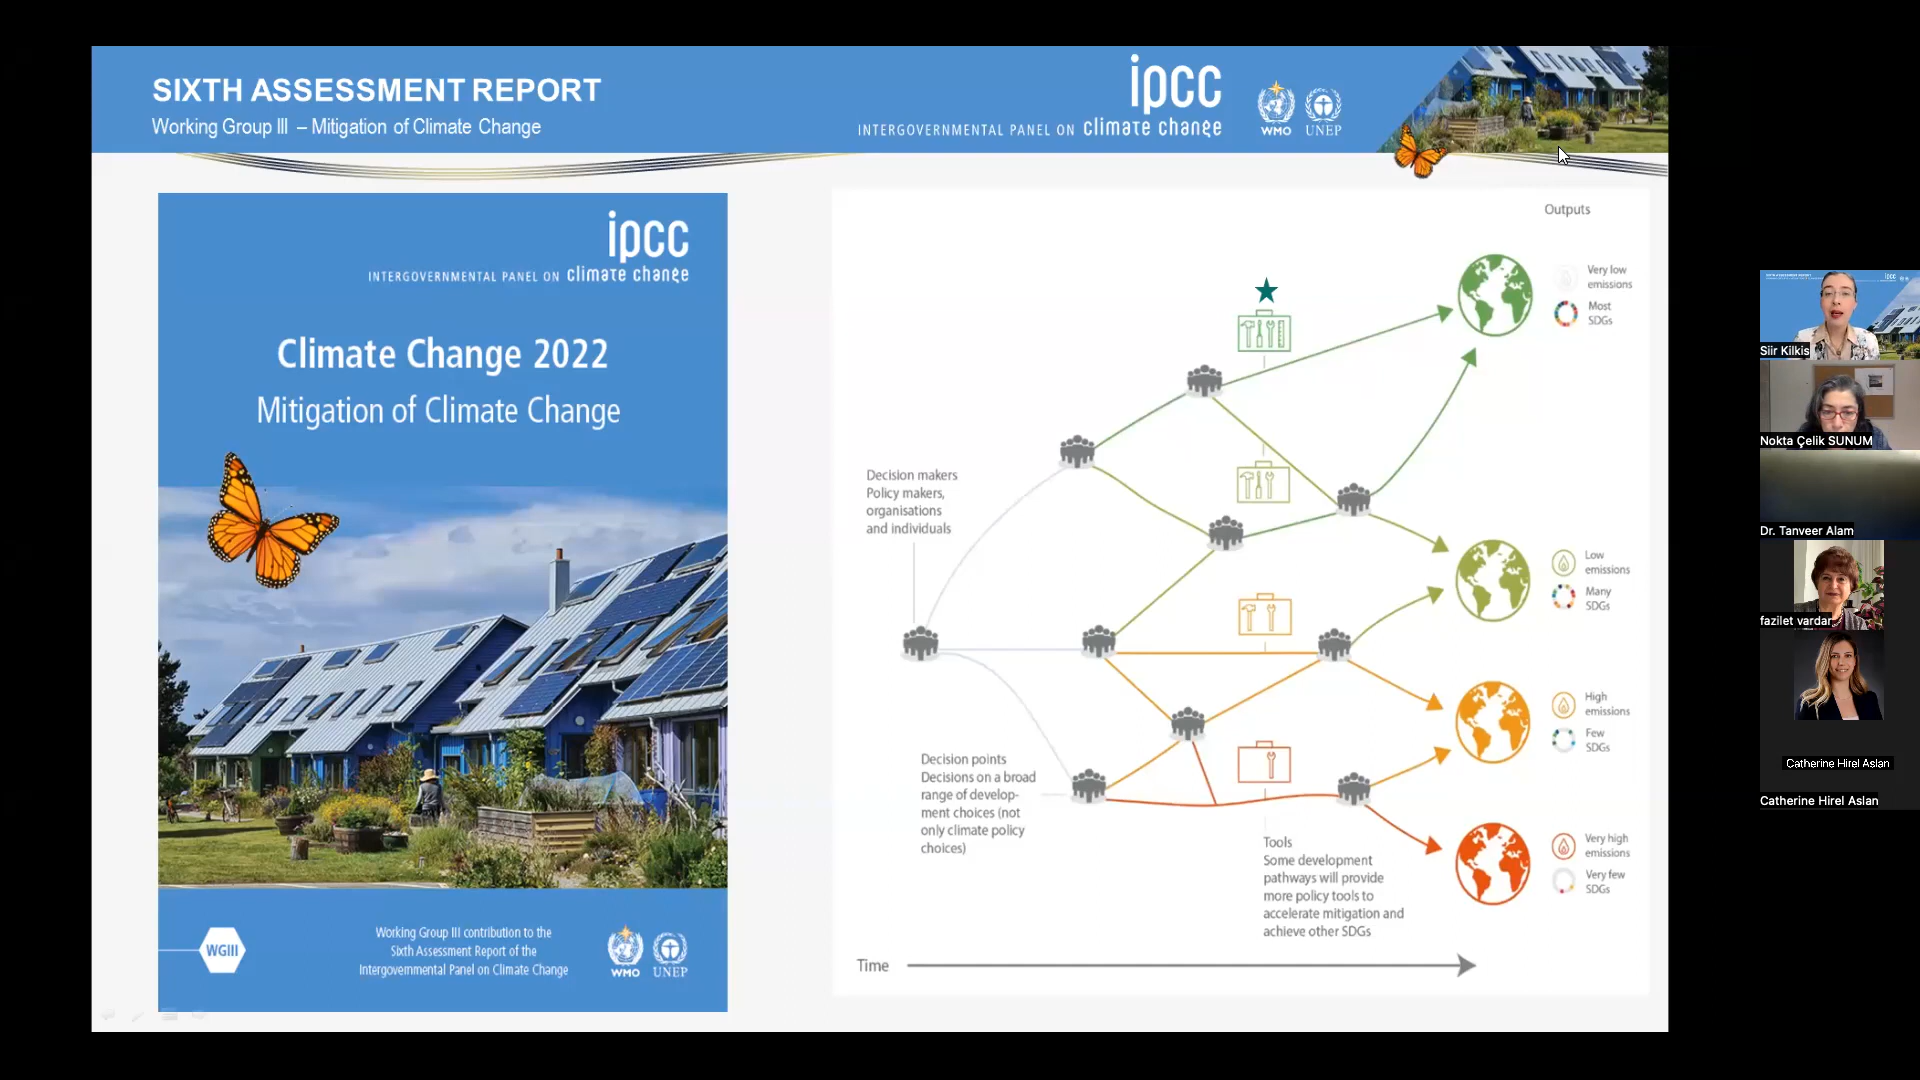 SIXTH ASSESSMENT REPORT
Working Group III – Mitigation of Climate Change
ipcc
INTERGOVERNMENTAL PANEL ON climate change
WMO
UNEP
ipcc
INTERGOVERNMENTAL PANEL ON climate change
Climate Change 2022
Mitigation of Climate Change
WGIII
Working Group III contribution to the
Sixth Assessment Report of the
Intergovernmental Panel on Climate Change
WMO
UNEP
Outputs
Very low
emissions
Most
SDGs
Decision makers
Policy makers,
organisations
and individuals
Low
emissions
Many
SDGs
High
emissions
Few
SDGs
Decision points
Decisions on a broad
range of develop-
ment choices (not
only climate policy
choices)
Very high
emissions
Very few
SDGs
Tools
Some development
pathways will provide
more policy tools to
accelerate mitigation and
achieve other SDGs
Time
Siir Kilkis
Nokta Çelik SUNUM
Dr. Tanveer Alam
fazilet vardar
Catherine Hirel Aslan
Catherine Hirel Aslan